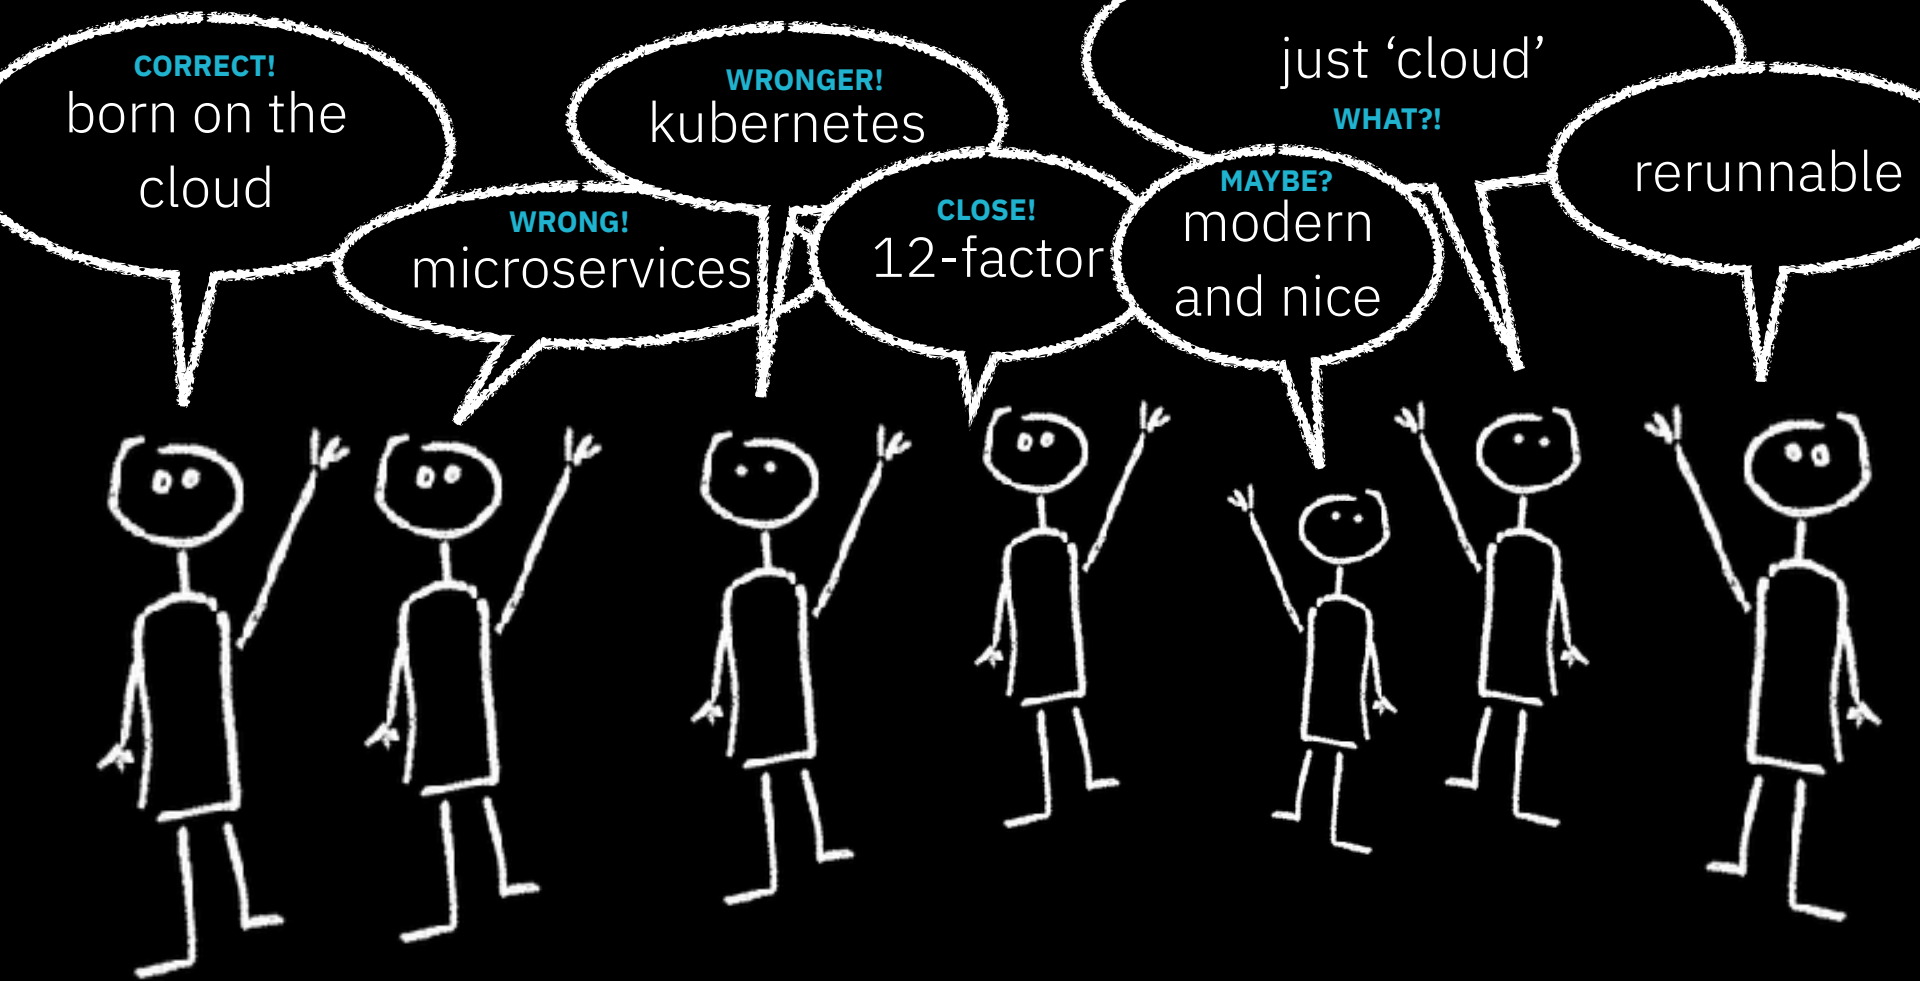 CORRECT!
born on the
cloud
WRONG!
microservices
WRONGER!
kubernetes
CLOSE!
12-factor
MAYBE?
modern
and nice
just ‘cloud’
WHAT?!
rerunnable